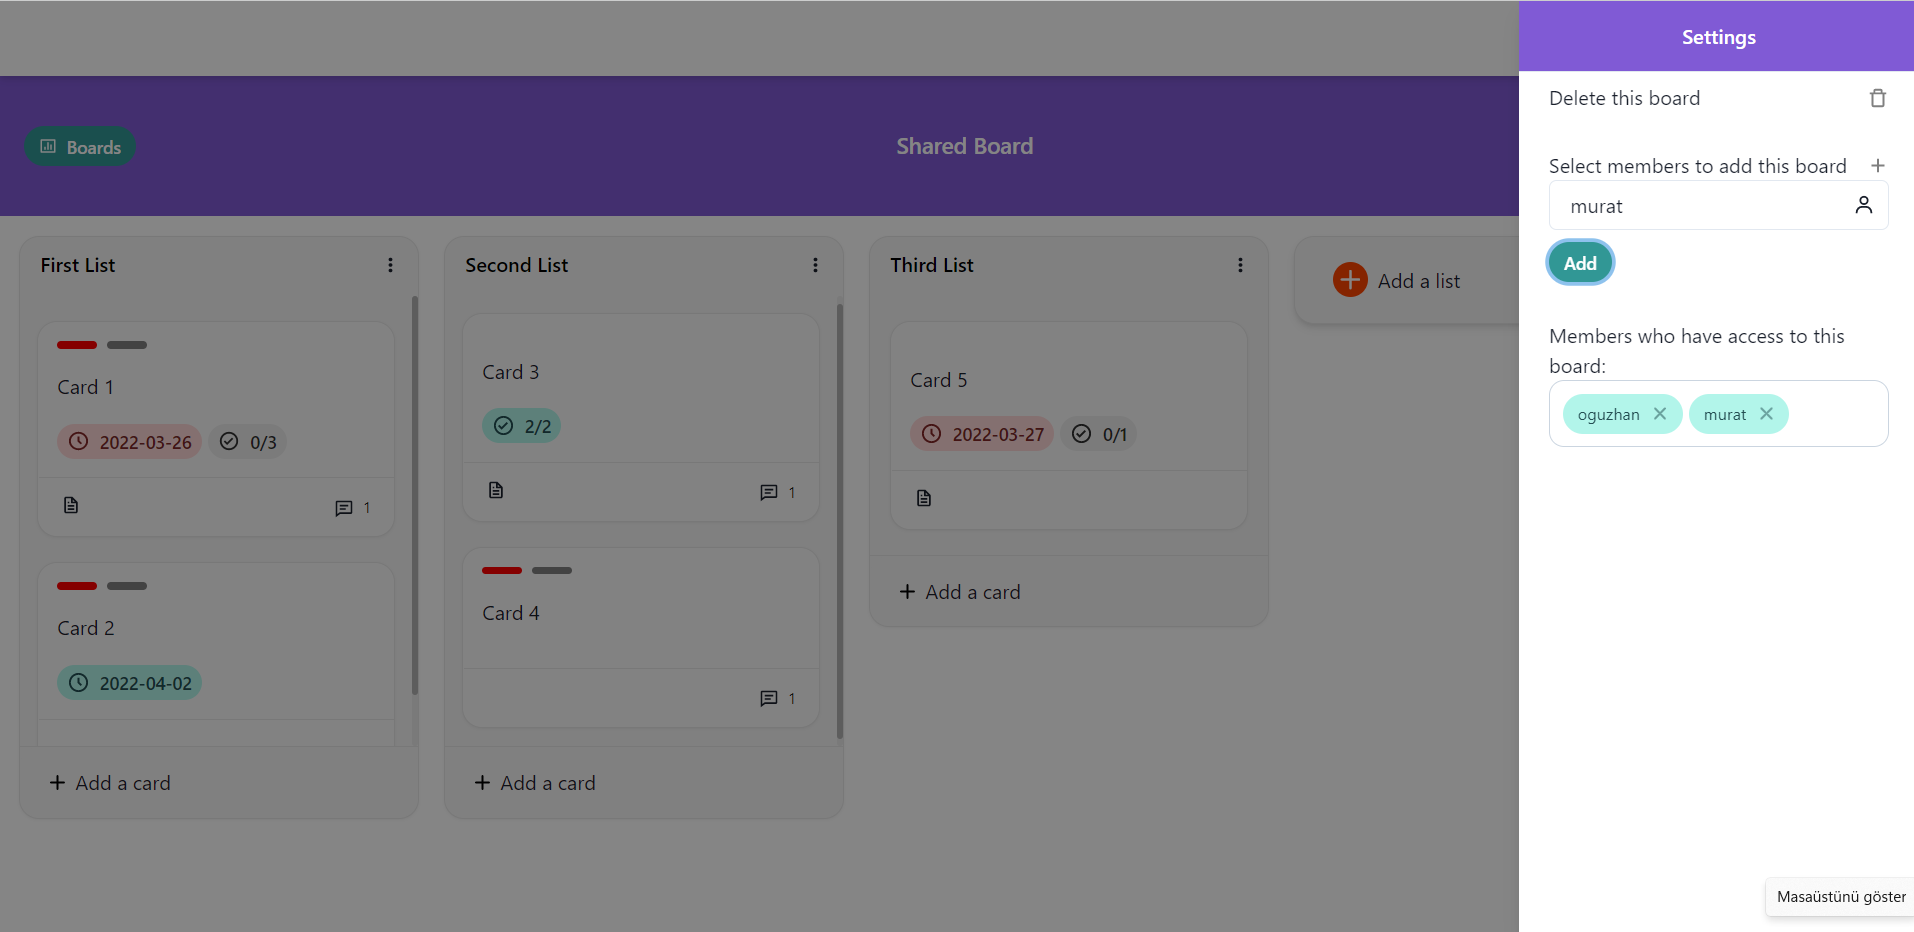 Boards
Shared Board
First List
Card 1
2022-03-26
0/3
1
Card 2
2022-04-02
Add a card
Second List
Card 3
2/2
1
Card 4
1
Add a card
Third List
Card 5
2022-03-27
0/1
Add a card
Add a list
Settings
Delete this board
Select members to add this board
murat
Add
Members who have access to this
board:
oguzhan
murat
Masaüstünü göster